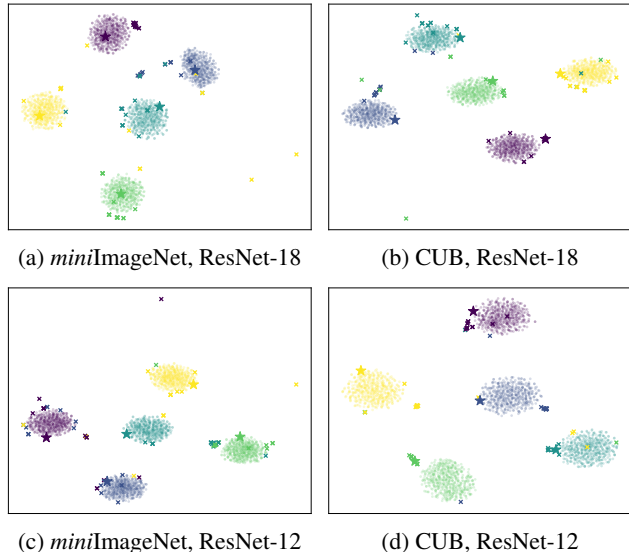 (a) miniImageNet, ResNet-18
(b) CUB, ResNet-18
(c) miniImageNet, ResNet-12
(d) CUB, ResNet-12